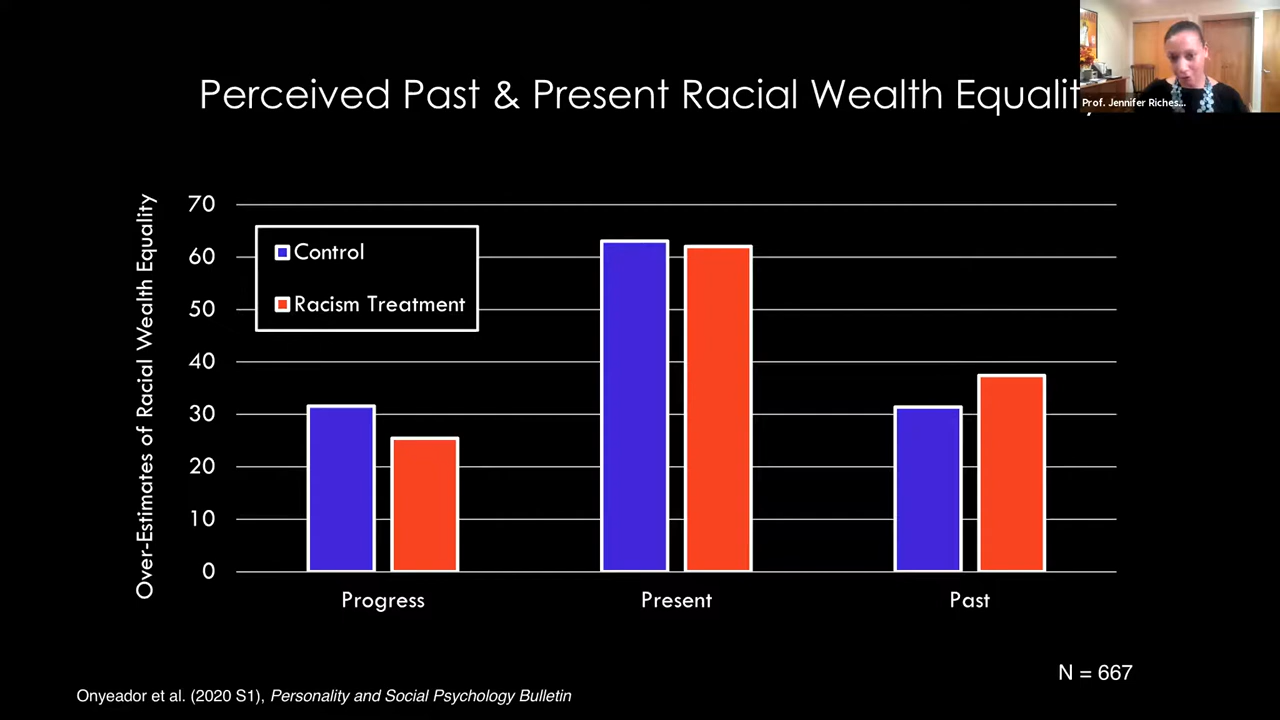 Perceived Past & Present Racial Wealth Equalit
Prof. Jennifer Riches...
Over-Estimates of Racial Wealth Equality
70
60
50
40
30
20
10
0
Control
Racism Treatment
Progress
Present
Past
N = 667
Onyeador et al. (2020 S1), Personality and Social Psychology Bulletin